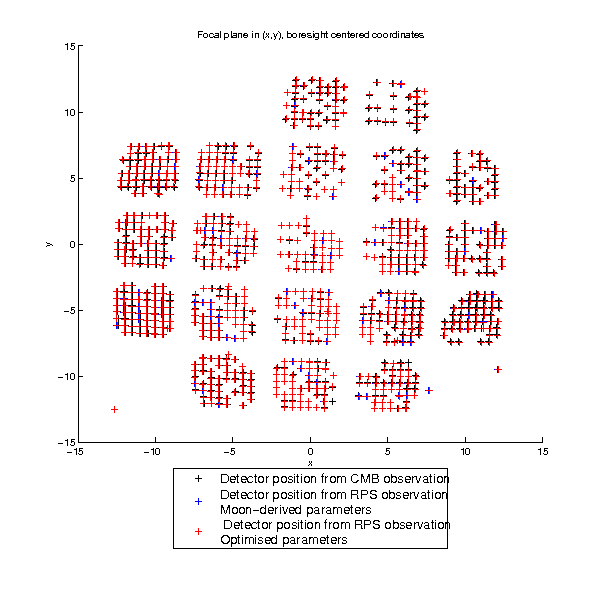 Focal plane in (x,y), boresight centered coordinates.
15
10
5
0
−5
−10
−15
y
−15
−10
−5
0
5
10
15
x
Detector position from CMB observation
Detector position from RPS observation
Moon−derived parameters
Detector position from RPS observation
Optimised parameters